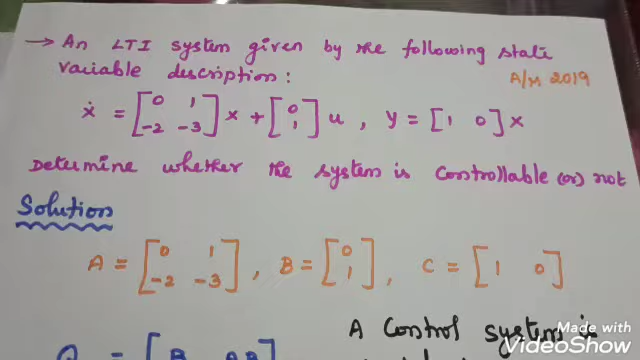 → An LTI system given by the following state
variable description: A/M 2019
ẋ = [0 1 -2 -3] x + [0 1] u, y = [1 0] x
Determine whether the system is controllable (or) not
Solution
A = [0 1 -2 -3], B = [0 1], C = [1 0]
A control system is
Q = [B AB]
Made with
VideoShow